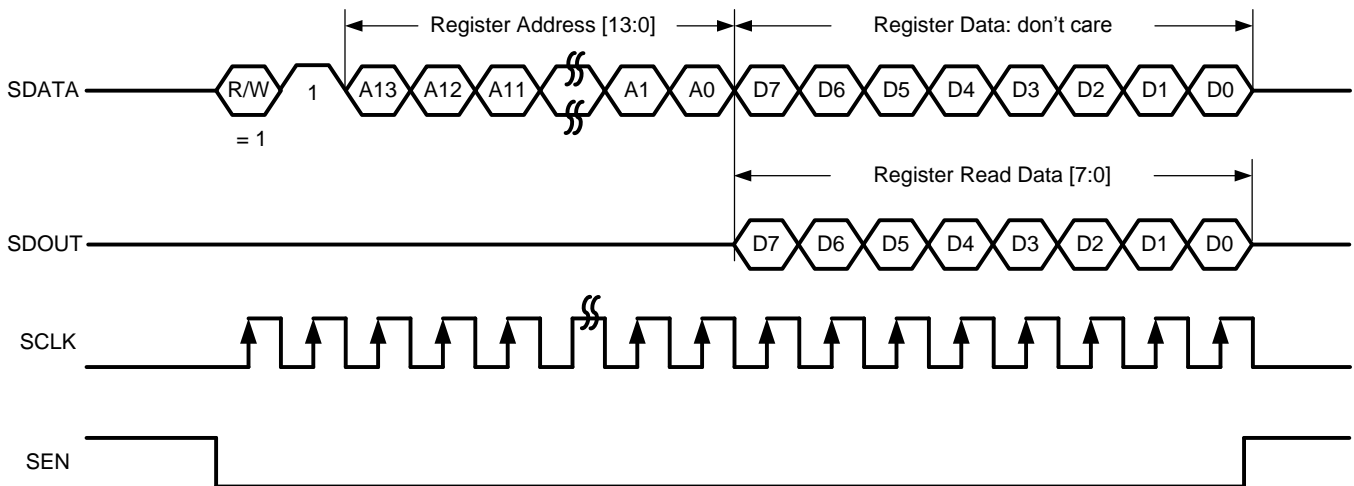 Register Address [13:0] Register Data: don't care
SDATA R/W 1 A13 A12 A11 A1 A0 D7 D6 D5 D4 D3 D2 D1 D0
= 1
Register Read Data [7:0]
SDOUT D7 D6 D5 D4 D3 D2 D1 D0
SCLK
SEN